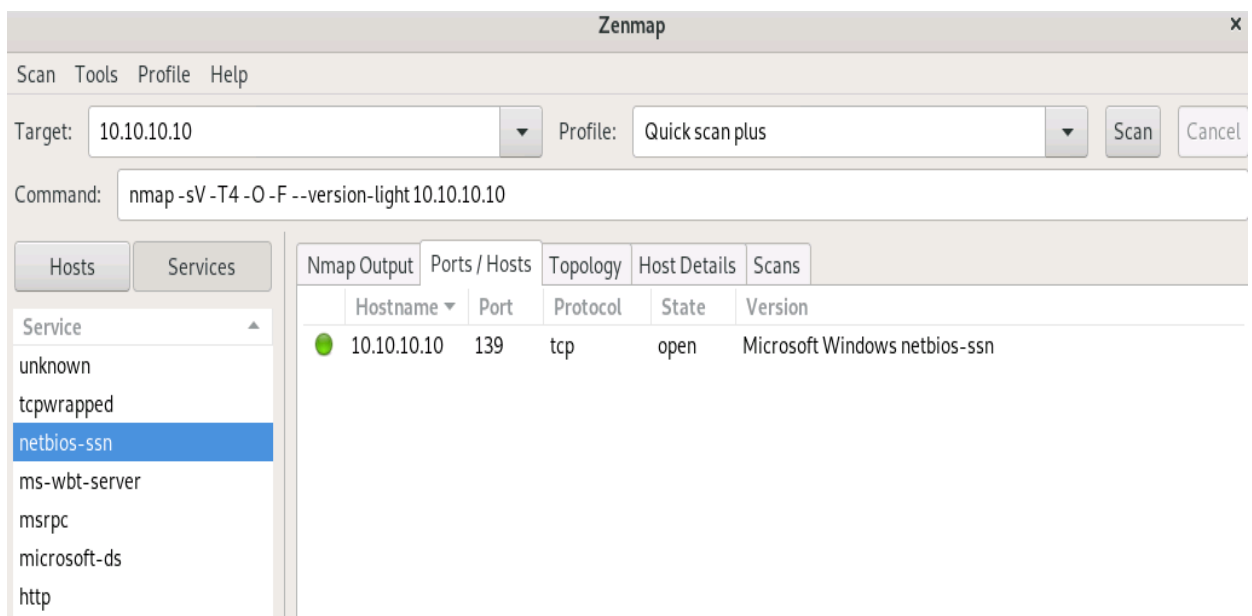 Zenmap
Scan Tools Profile Help
Target: 10.10.10.10 Profile: Quick scan plus Scan Cancel
Command: nmap -sV -T4 -O -F --version-light 10.10.10.10
Hosts Services
Nmap Output Ports / Hosts Topology Host Details Scans
Service
unknown
tcpwrapped
netbios-ssn
ms-wbt-server
msrpc
microsoft-ds
http
Hostname Port Protocol State Version
10.10.10.10 139 tcp open Microsoft Windows netbios-ssn